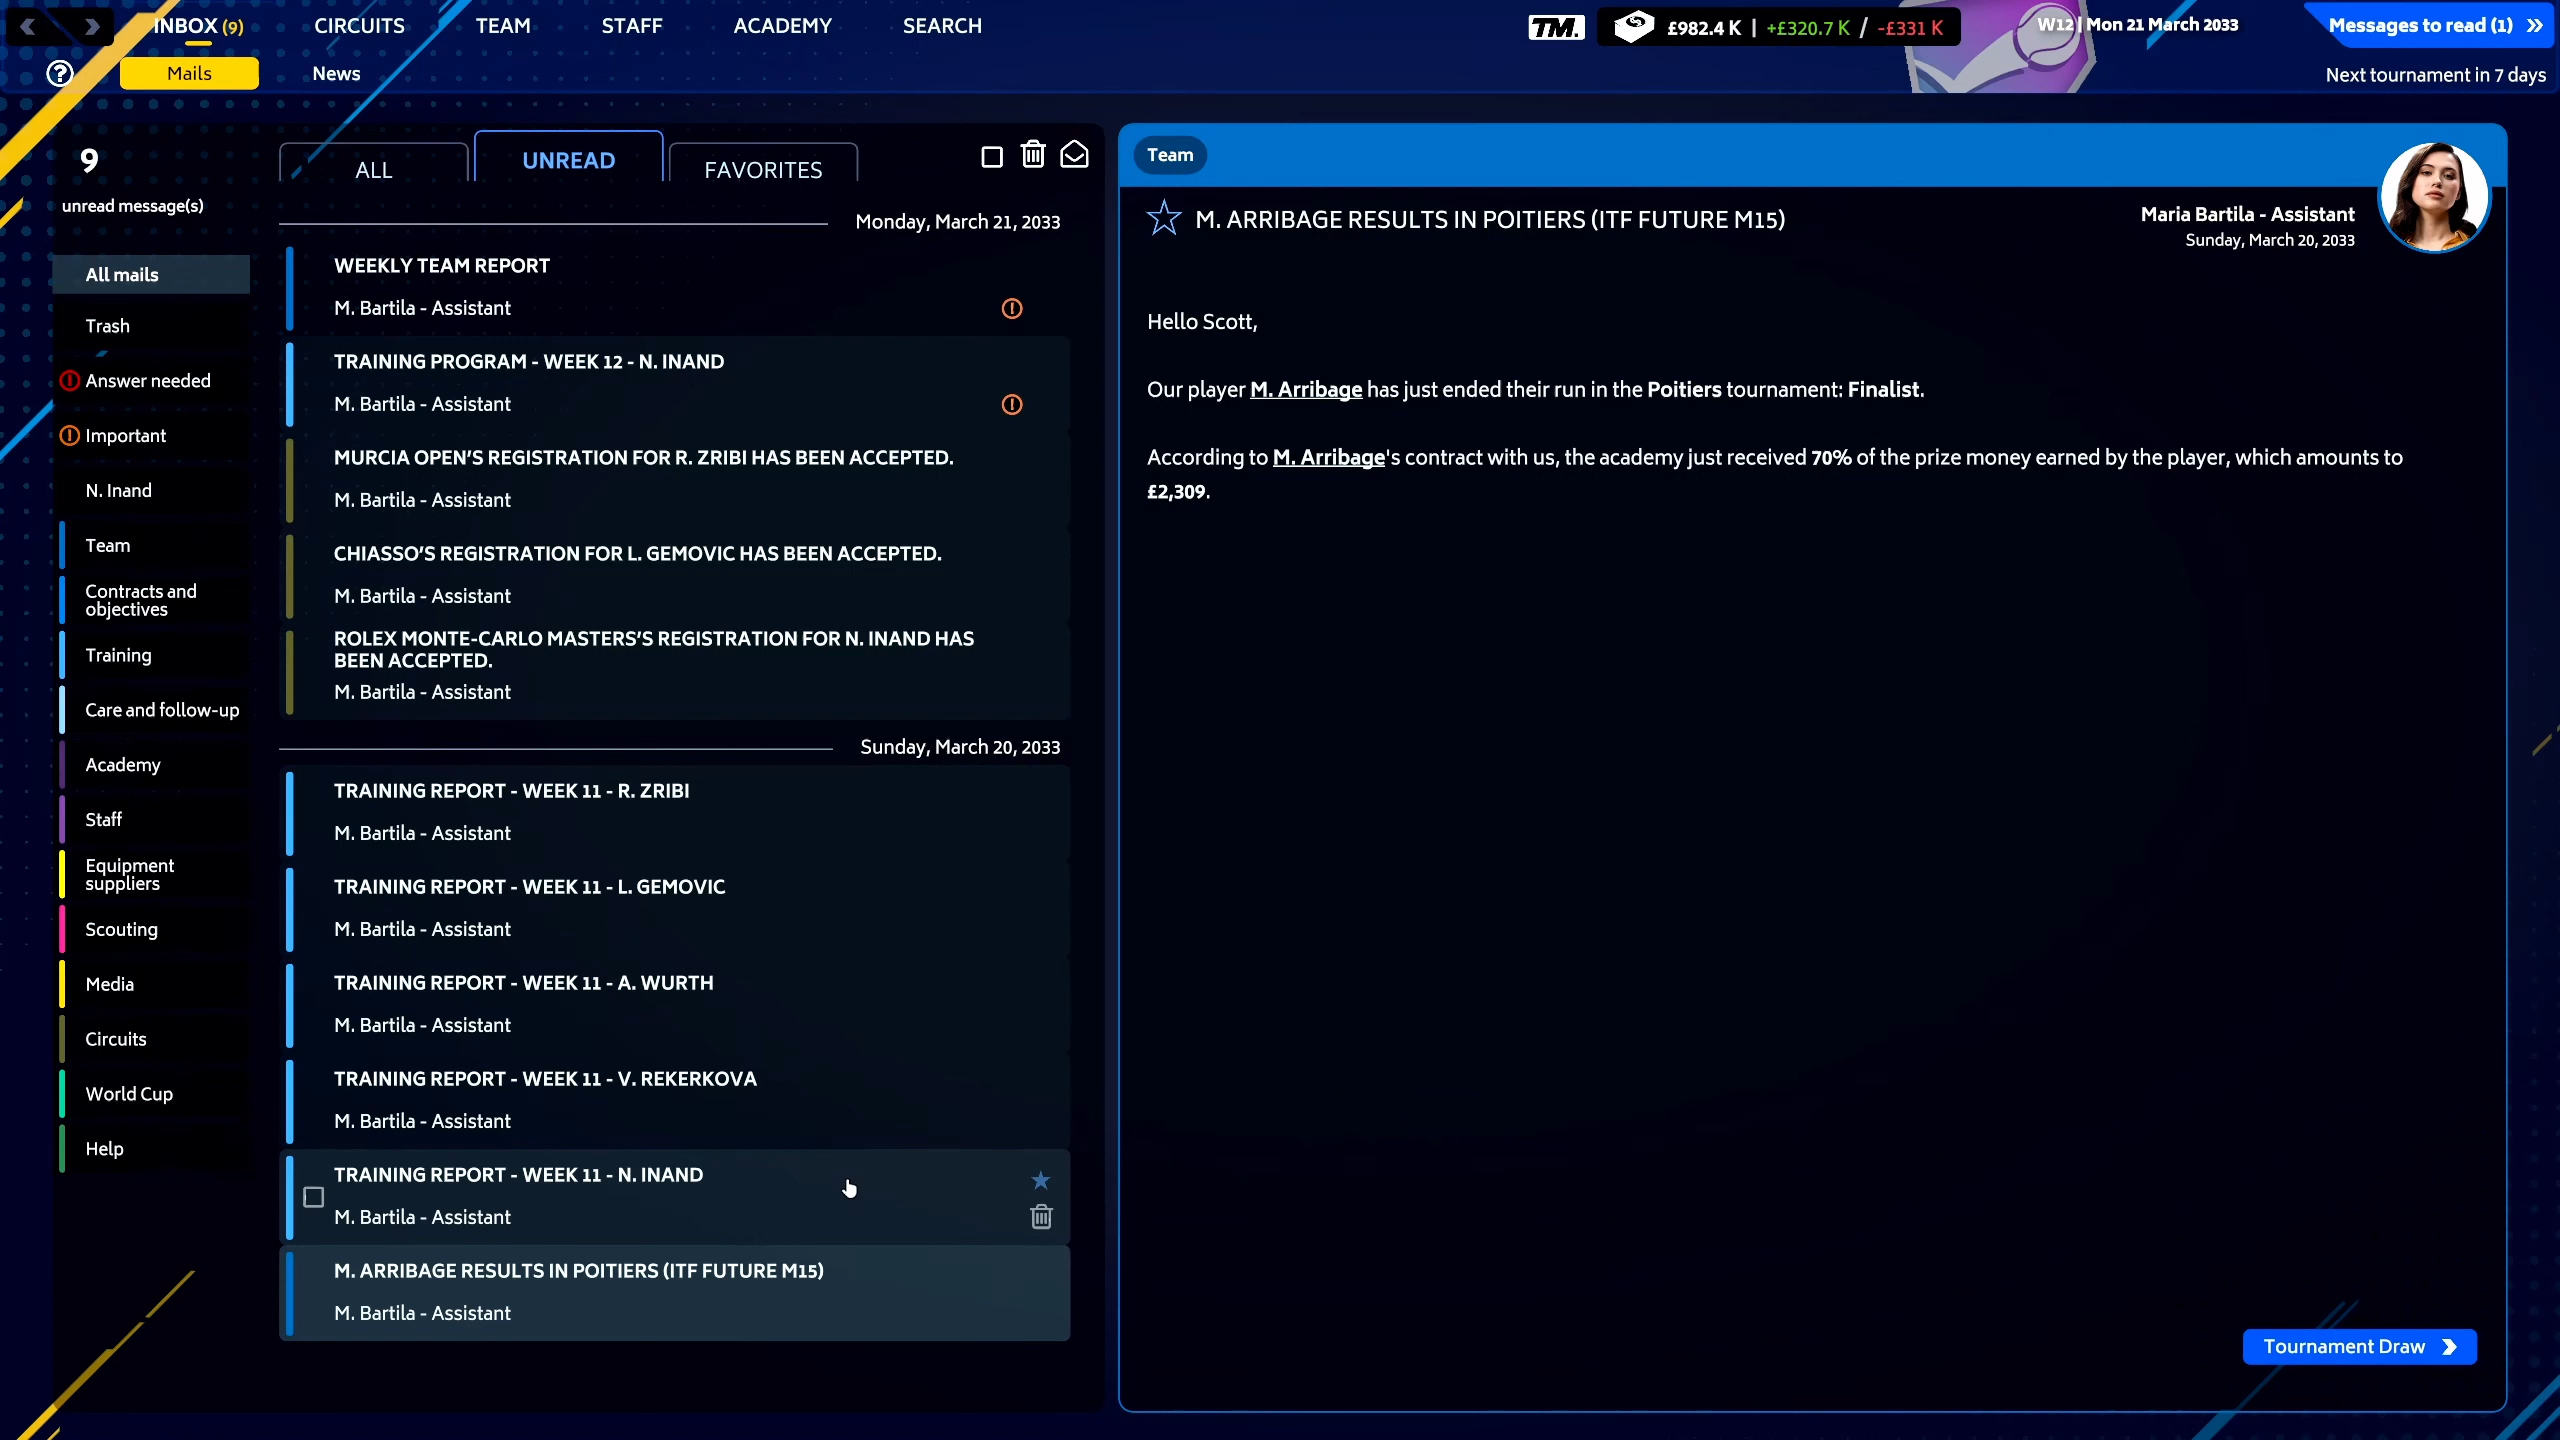 INBOX (9)
CIRCUITS
TEAM
STAFF
ACADEMY
SEARCH
TM.
£982.4 K | +£320.7 K / -£331 K
W12 | Mon 21 March 2033
Messages to read (1)
Mails
News
Next tournament in 7 days
9
unread message(s)
All mails
Trash
Answer needed
Important
N. Inand
Team
Contracts and
objectives
Training
Care and follow-up
Academy
Staff
Equipment
suppliers
Scouting
Media
Circuits
World Cup
Help
ALL
UNREAD
FAVORITES
Monday, March 21, 2033
WEEKLY TEAM REPORT
M. Bartila - Assistant
TRAINING PROGRAM - WEEK 12 - N. INAND
M. Bartila - Assistant
MURCIA OPEN'S REGISTRATION FOR R. ZRIBI HAS BEEN ACCEPTED.
M. Bartila - Assistant
CHIASSO'S REGISTRATION FOR L. GEMOVIC HAS BEEN ACCEPTED.
M. Bartila - Assistant
ROLEX MONTE-CARLO MASTERS'S REGISTRATION FOR N. INAND HAS
BEEN ACCEPTED.
M. Bartila - Assistant
Sunday, March 20, 2033
TRAINING REPORT - WEEK 11 - R. ZRIBI
M. Bartila - Assistant
TRAINING REPORT - WEEK 11 - L. GEMOVIC
M. Bartila - Assistant
TRAINING REPORT - WEEK 11 - A. WURTH
M. Bartila - Assistant
TRAINING REPORT - WEEK 11 - V. REKERKOVA
M. Bartila - Assistant
TRAINING REPORT - WEEK 11 - N. INAND
M. Bartila - Assistant
M. ARRIBAGE RESULTS IN POITIERS (ITF FUTURE M15)
M. Bartila - Assistant
Team
M. ARRIBAGE RESULTS IN POITIERS (ITF FUTURE M15)
Maria Bartila - Assistant
Sunday, March 20, 2033
Hello Scott,
Our player M. Arribage has just ended their run in the Poitiers tournament: Finalist.
According to M. Arribage's contract with us, the academy just received 70% of the prize money earned by the player, which amounts to
£2,309.
Tournament Draw